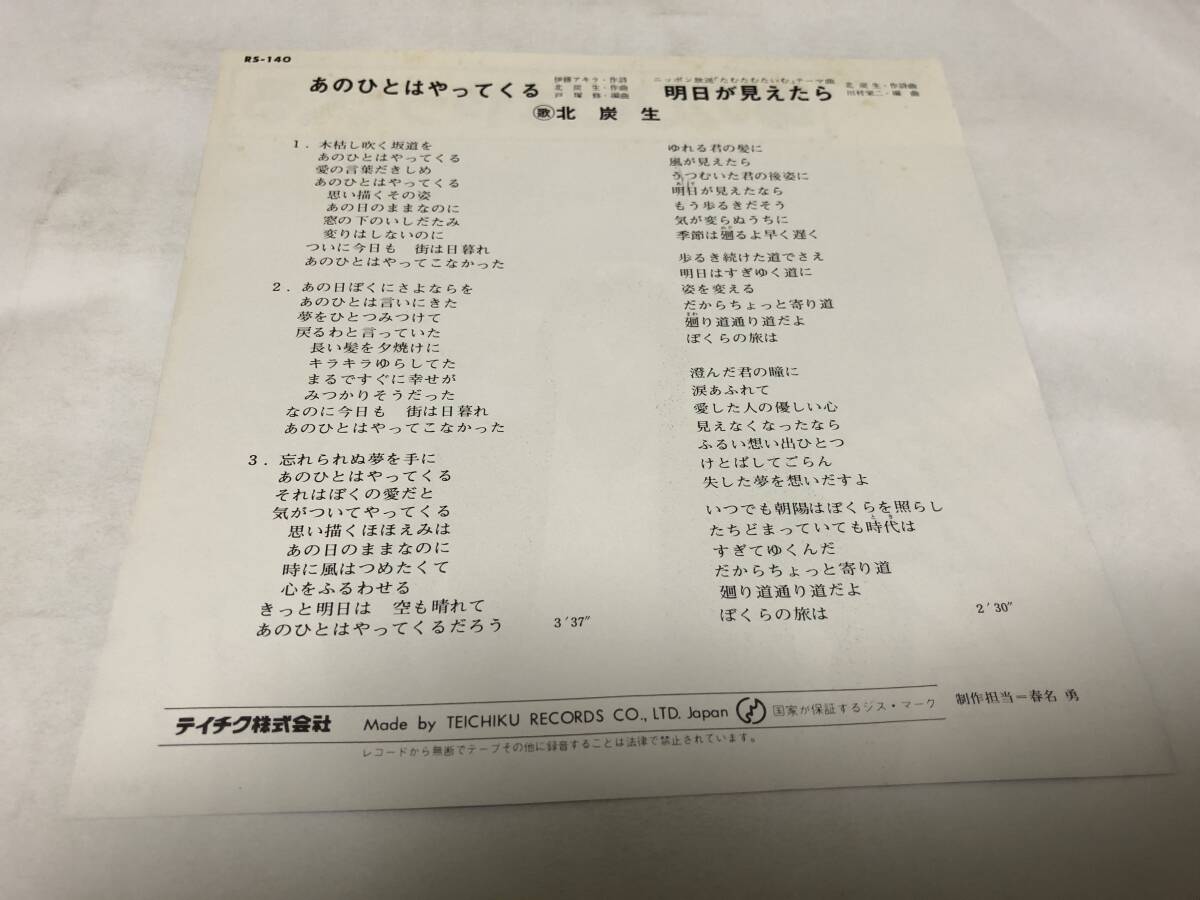 RS-140
あのひとはやってくる
伊藤アキラ・作詩
北炭生・作曲
戸塚修・編曲
ニッポン放送「たむたむたいむ」テーマ曲
明日が見えたら
北炭生・作詩曲
川村栄二・編曲
歌 北炭生
1．木枯し吹く坂道を
あのひとはやってくる
愛の言葉だきしめ
あのひとはやってくる
思い描くその姿
あの日のままなのに
窓の下のいしだたみ
変りはしないのに
ついに今日も 街は日暮れ
あのひとはやってこなかった
2．あの日ぼくにさよならを
あのひとは言いにきた
夢をひとつみつけて
戻るわと言っていた
長い髪を夕焼けに
キラキラゆらしてた
まるですぐに幸せが
みつかりそうだった
なのに今日も 街は日暮れ
あのひとはやってこなかった
3．忘れられぬ夢を手に
あのひとはやってくる
それはぼくの愛だと
気がついてやってくる
思い描くほほえみは
あの日のままなのに
時に風はつめたくて
心をふるわせる
きっと明日は 空も晴れて
あのひとはやってくるだろう
3′37″
ゆれる君の髪に
風が見えたら
うつむいた君の後姿に
明日が見えたなら
もう歩るきだそう
気が変らぬうちに
季節は廻るよ早く遅く
歩るき続けた道でさえ
明日はすぎゆく道に
姿を変える
だからちょっと寄り道
廻り道通り道だよ
ぼくらの旅は
澄んだ君の瞳に
涙あふれて
愛した人の優しい心
見えなくなったなら
ふるい想い出ひとつ
けとばしてごらん
失した夢を想いだすよ
いつでも朝陽はぼくらを照らし
たちどまっていても時代は
すぎてゆくんだ
だからちょっと寄り道
廻り道通り道だよ
ぼくらの旅は
2′30″
制作担当＝春名 勇
テイチク株式会社 Made by TEICHIKU RECORDS CO., LTD. Japan 国家が保証するジス・マーク
レコードから無断でテープその他に録音することは法律で禁止されています。